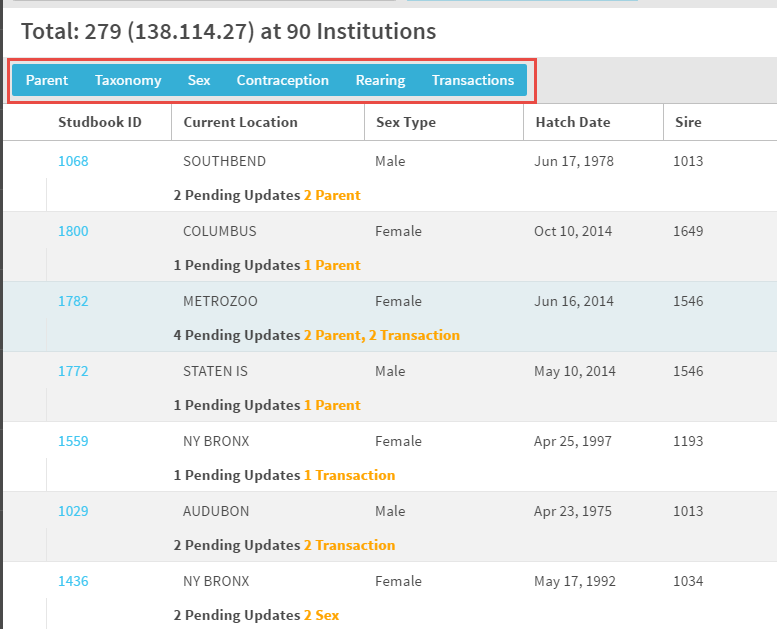 Total: 279 (138.114.27) at 90 Institutions
Parent Taxonomy Sex Contraception Rearing Transactions
Studbook ID Current Location Sex Type Hatch Date Sire
1068 SOUTHBEND Male Jun 17, 1978 1013
2 Pending Updates 2 Parent
1800 COLUMBUS Female Oct 10, 2014 1649
1 Pending Updates 1 Parent
1782 METROZOO Female Jun 16, 2014 1546
4 Pending Updates 2 Parent, 2 Transaction
1772 STATEN IS Male May 10, 2014 1546
1 Pending Updates 1 Parent
1559 NY BRONX Female Apr 25, 1997 1193
1 Pending Updates 1 Transaction
1029 AUDUBON Male Apr 23, 1975 1013
2 Pending Updates 2 Transaction
1436 NY BRONX Female May 17, 1992 1034
2 Pending Updates 2 Sex